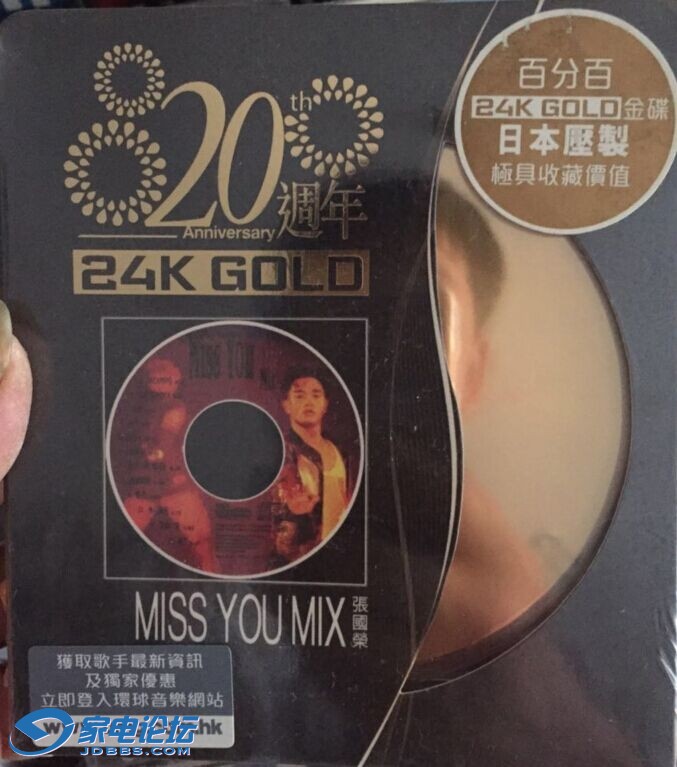 百分百
24K GOLD金碟
日本壓製
極具收藏價值
20th
Anniversary 週年
24K GOLD
MISS YOU
MISS YOU MIX
張國榮
獲取歌手最新資訊
及獨家優惠
立即登入環球音樂網站
家电论坛
JDBBS.COM